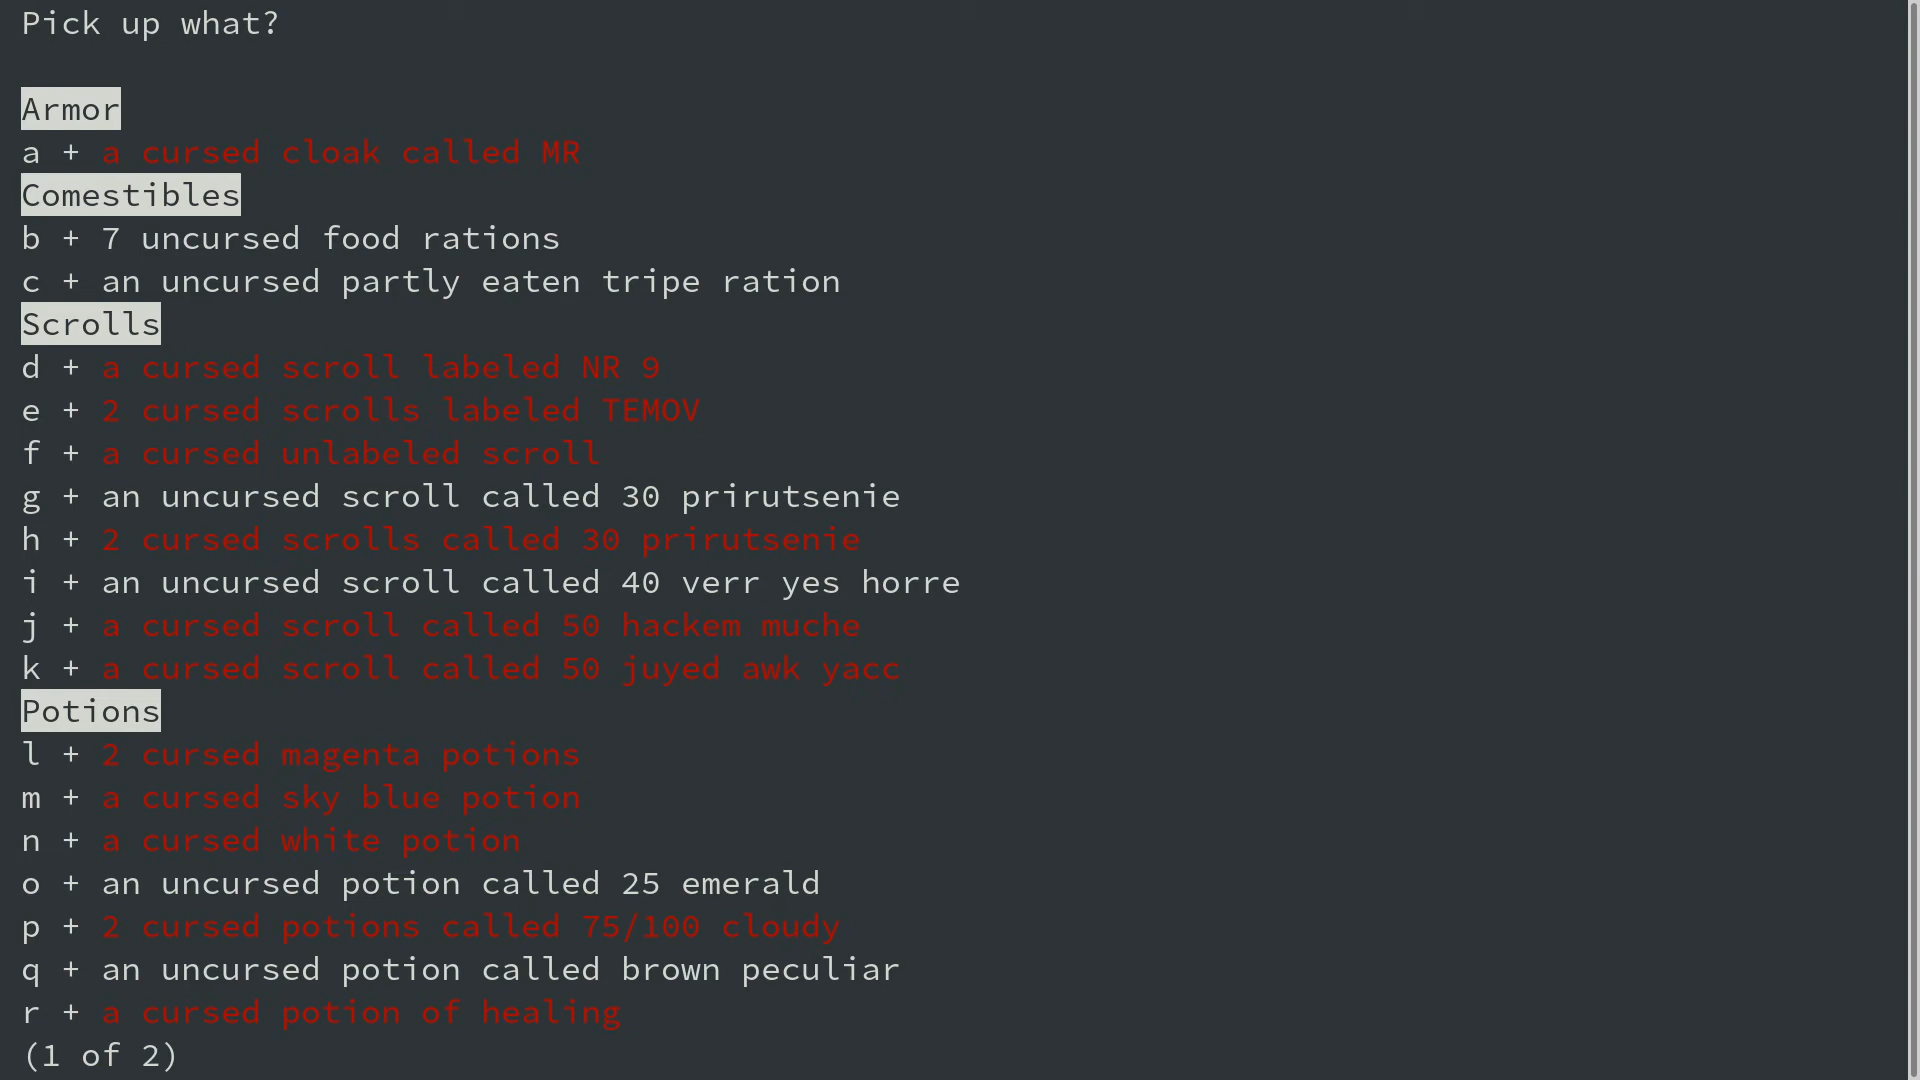 Pick up what?
Armor
a + a cursed cloak called MR
Comestibles
b + 7 uncursed food rations
c + an uncursed partly eaten tripe ration
Scrolls
d + a cursed scroll labeled NR 9
e + 2 cursed scrolls labeled TEMOV
f + a cursed unlabeled scroll
g + an uncursed scroll called 30 prirutsenie
h + 2 cursed scrolls called 30 prirutsenie
i + an uncursed scroll called 40 verr yes horre
j + a cursed scroll called 50 hackem muche
k + a cursed scroll called 50 juyed awk yacc
Potions
l + 2 cursed magenta potions
m + a cursed sky blue potion
n + a cursed white potion
o + an uncursed potion called 25 emerald
p + 2 cursed potions called 75/100 cloudy
q + an uncursed potion called brown peculiar
r + a cursed potion of healing
(1 of 2)